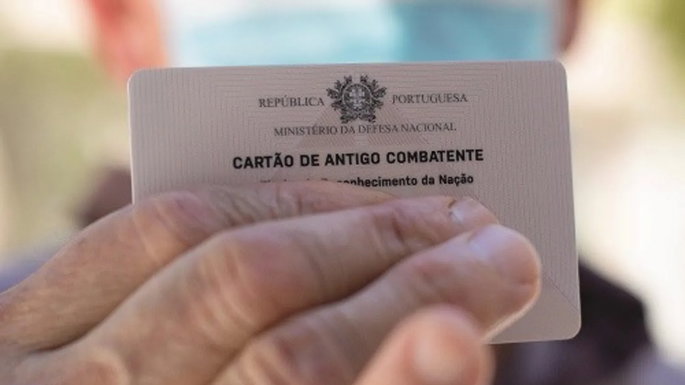 REPÚBLICA PORTUGUESA
MINISTÉRIO DA DEFESA NACIONAL
CARTÃO DE ANTIGO COMBATENTE
da Nação